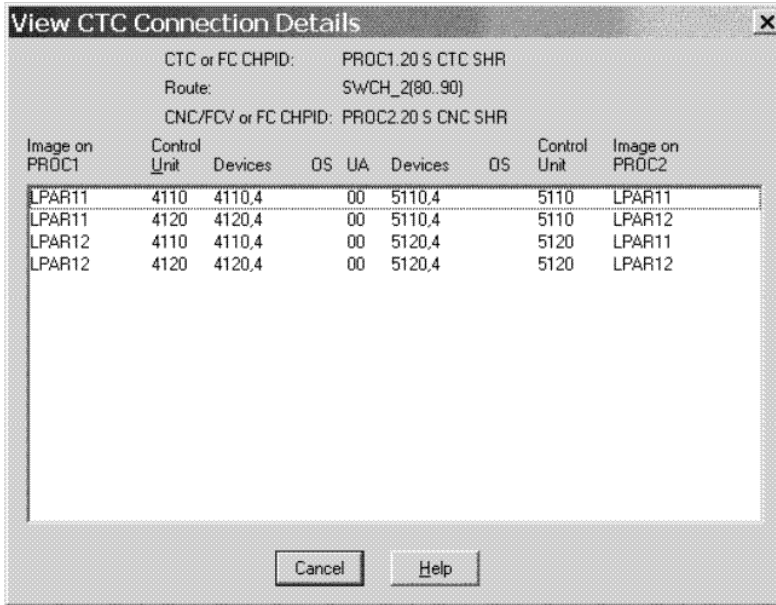 View CTC Connection Details
CTC or FC CHPID: PROC1.20 S CTC SHR
Route: SWCH_2(80..90)
CNC/FCV or FC CHPID: PROC2.20 S CNC SHR
Image on Control Control Image on
PROC1 Unit Devices OS UA Devices OS Unit PROC2
LPAR11 4110 4110,4 00 5110,4 5110 LPAR11
LPAR11 4120 4120,4 00 5110,4 5110 LPAR12
LPAR12 4110 4110,4 00 5120,4 5120 LPAR11
LPAR12 4120 4120,4 00 5120,4 5120 LPAR12
Cancel Help